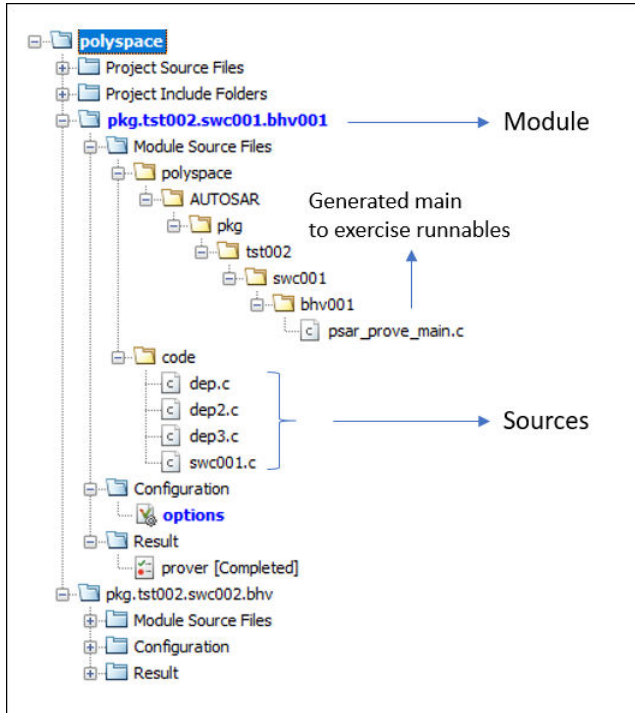 polyspace
Project Source Files
Project Include Folders
pkg.tst002.swc001.bhv001
Module
Module Source Files
polyspace
AUTOSAR
pkg
tst002
swc001
bhv001
psar_prove_main.c
Generated main
to exercise runnables
code
dep.c
dep2.c
dep3.c
swc001.c
Sources
Configuration
options
Result
prover [Completed]
pkg.tst002.swc002.bhv
Module Source Files
Configuration
Result